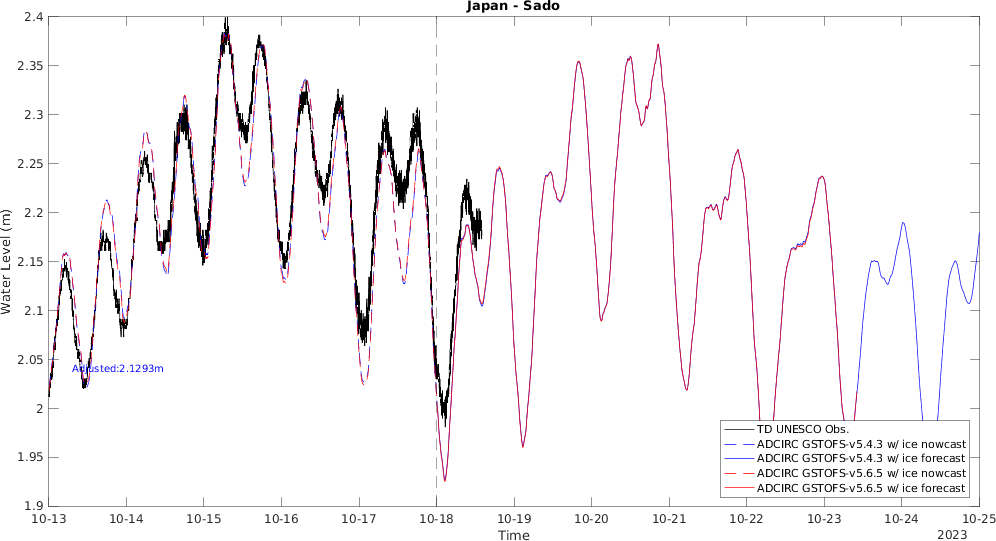 Japan - Sado
2.4
2.35
2.3
2.25
2.2
2.15
2.1
2.05
2
1.95
1.9
Water Level (m)
Adjusted:2.1293m
TD UNESCO Obs.
ADCIRC GSTOFS-v5.4.3 w/ ice nowcast
ADCIRC GSTOFS-v5.4.3 w/ ice forecast
ADCIRC GSTOFS-v5.6.5 w/ ice nowcast
ADCIRC GSTOFS-v5.6.5 w/ ice forecast
10-13 10-14 10-15 10-16 10-17 10-18 10-19 10-20 10-21 10-22 10-23 10-24 10-25
Time
2023